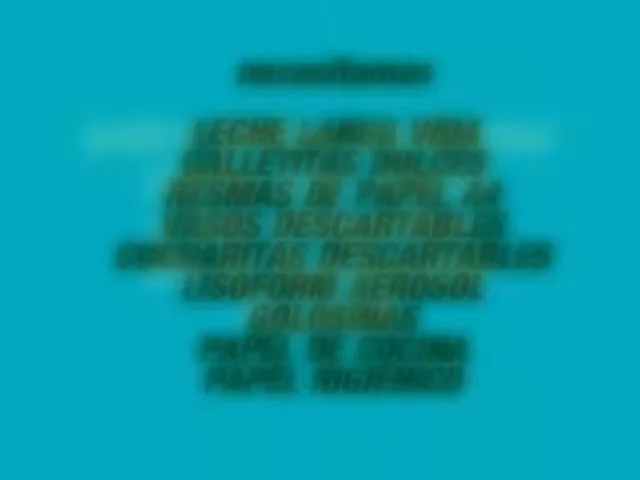 necesitamos
LECHE LARGA VIDA
GALLETITAS DULCES
RESMAS DE PAPEL A4
VASOS DESCARTABLES
CUCHARITAS DESCARTABLES
LISOFORM AEROSOL
GOLOSINAS
PAPEL DE COCINA
PAPEL HIGIENICO